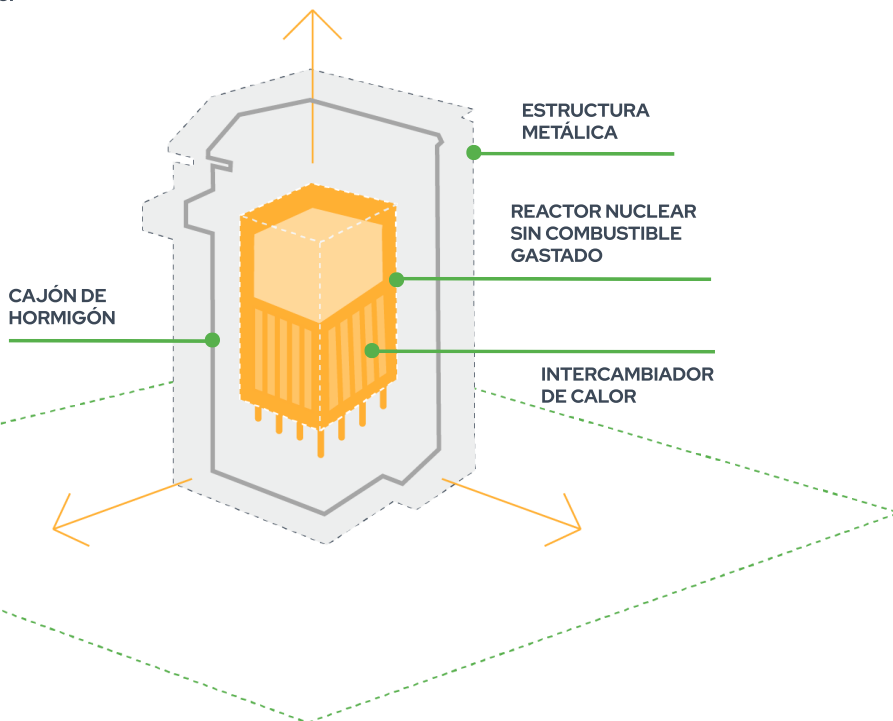 ESTRUCTURA
METÁLICA
REACTOR NUCLEAR
SIN COMBUSTIBLE
GASTADO
CAJÓN DE
HORMIGÓN
INTERCAMBIADOR
DE CALOR